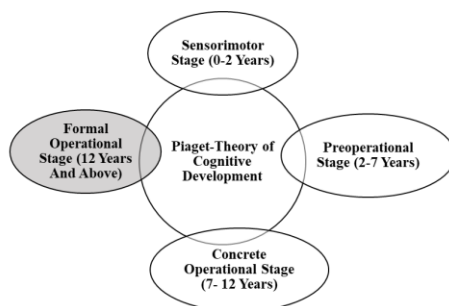 Sensorimotor
Stage (0-2 Years)
Formal
Operational
Stage (12 Years
And Above)
Piaget-Theory of
Cognitive
Development
Preoperational
Stage (2-7 Years)
Concrete
Operational Stage
(7- 12 Years)